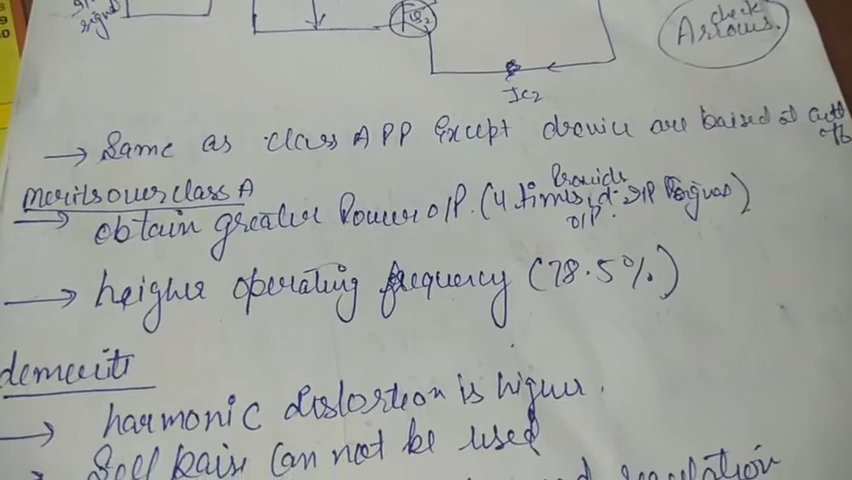 signal
Q2
check
Arrows.
Ic2
→ Same as class A PP Except device are baised at
merits over class A
→ obtain greater Power o/P. (4 times
Provide
o/P
→ heigher operating frequency (78.5%)
demerits
→ harmonic distortion is higher.
→ Self bais can not be used
regulation